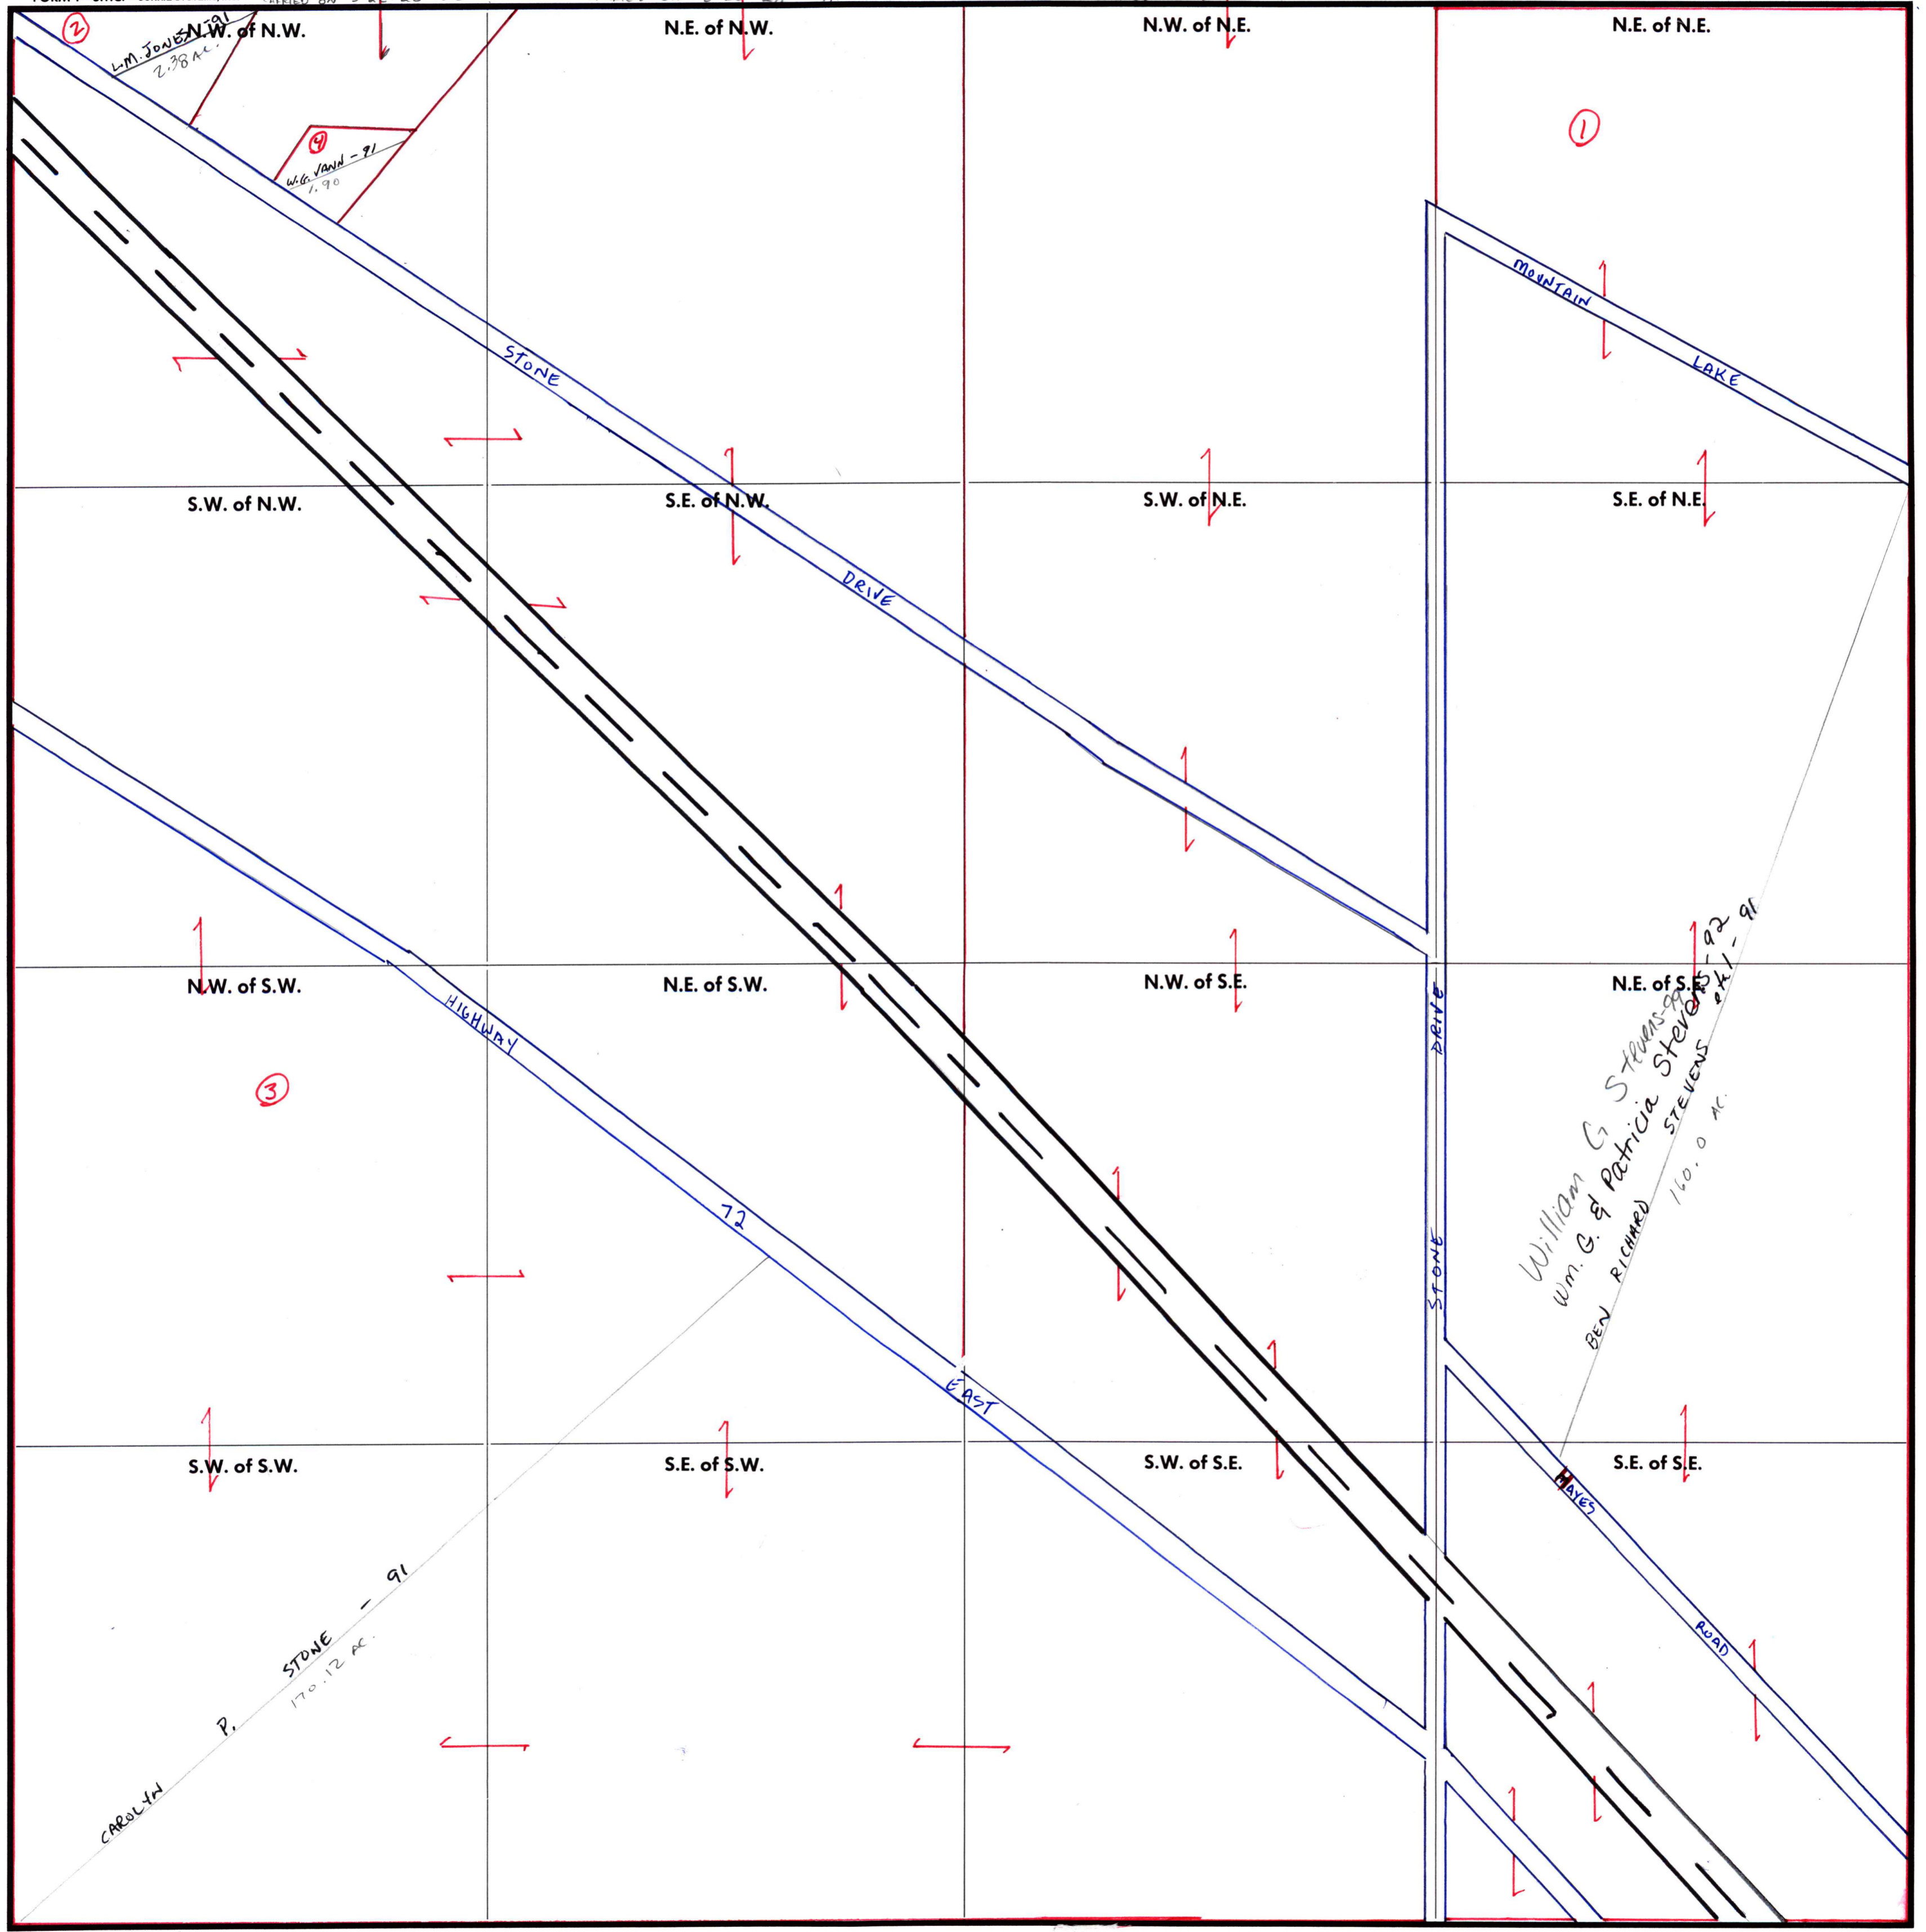 2
L.M. JONES-91
2.38 AC.
N.W. of N.W.
N.E. of N.W.
N.W. of N.E.
N.E. of N.E.
1
4
W.G. VANN - 91
1.90
MOUNTAIN LAKE
STONE DRIVE
S.W. of N.W.
S.E. of N.W.
S.W. of N.E.
S.E. of N.E.
N.W. of S.W.
N.E. of S.W.
N.W. of S.E.
N.E. of S.E.
HIGHWAY 72 EAST
3
STONE DRIVE
William G Stevens-99
Wm. G. & Patricia Stevens-92
BEN RICHARD STEVENS etal-91
160.0 AC.
S.W. of S.W.
S.E. of S.W.
S.W. of S.E.
S.E. of S.E.
HAYES ROAD
CAROLYN P. STONE - 91
170.12 AC.